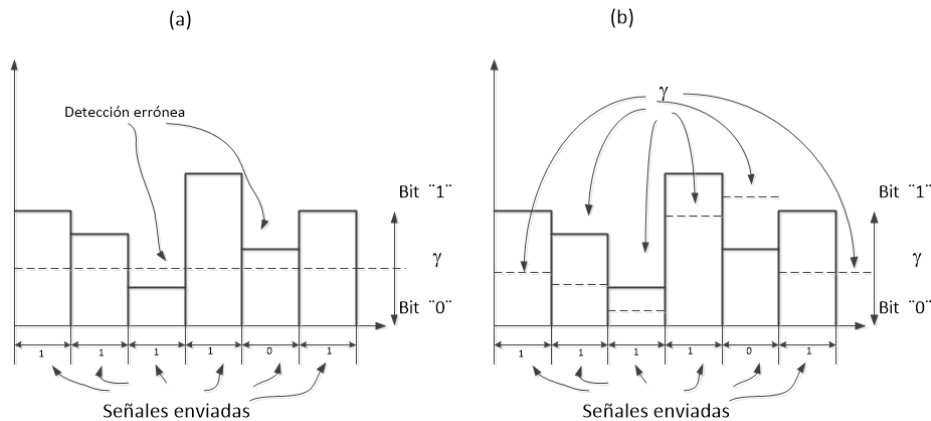 (a)
Detección errónea
Bit ¨1¨
γ
Bit ¨0¨
1 1 1 1 0 1
Señales enviadas
(b)
γ
Bit ¨1¨
γ
Bit ¨0¨
1 1 1 1 0 1
Señales enviadas